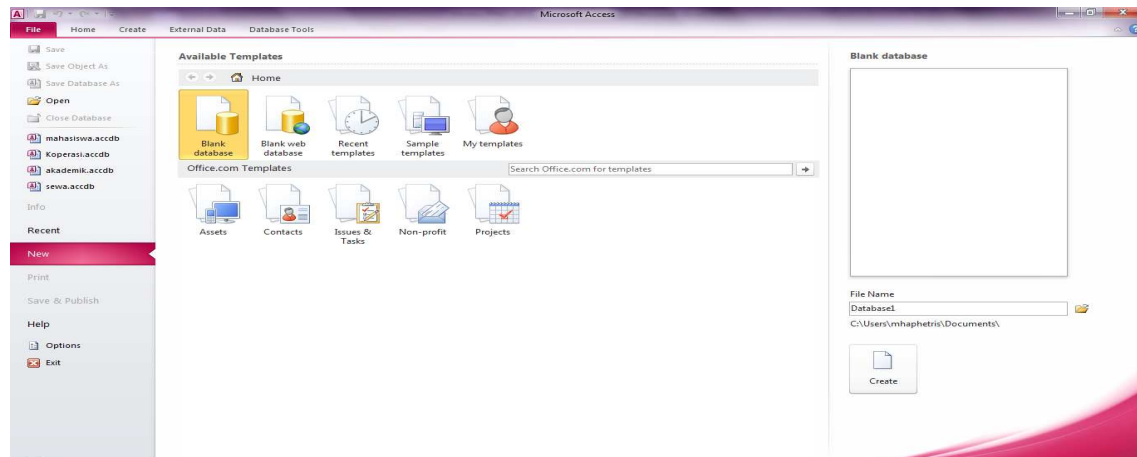 Microsoft Access
File Home Create External Data Database Tools
Save
Save Object As
Save Database As
Open
Close Database
mahasiswa.accdb
Koperasi.accdb
akademik.accdb
sewa.accdb
Info
Recent
New
Print
Save & Publish
Help
Options
Exit
Available Templates
Home
Blank database
Blank web database
Recent templates
Sample templates
My templates
Office.com Templates
Search Office.com for templates
Assets
Contacts
Issues & Tasks
Non-profit
Projects
Blank database
File Name
Database1
C:\Users\mhaphetris\Documents\
Create